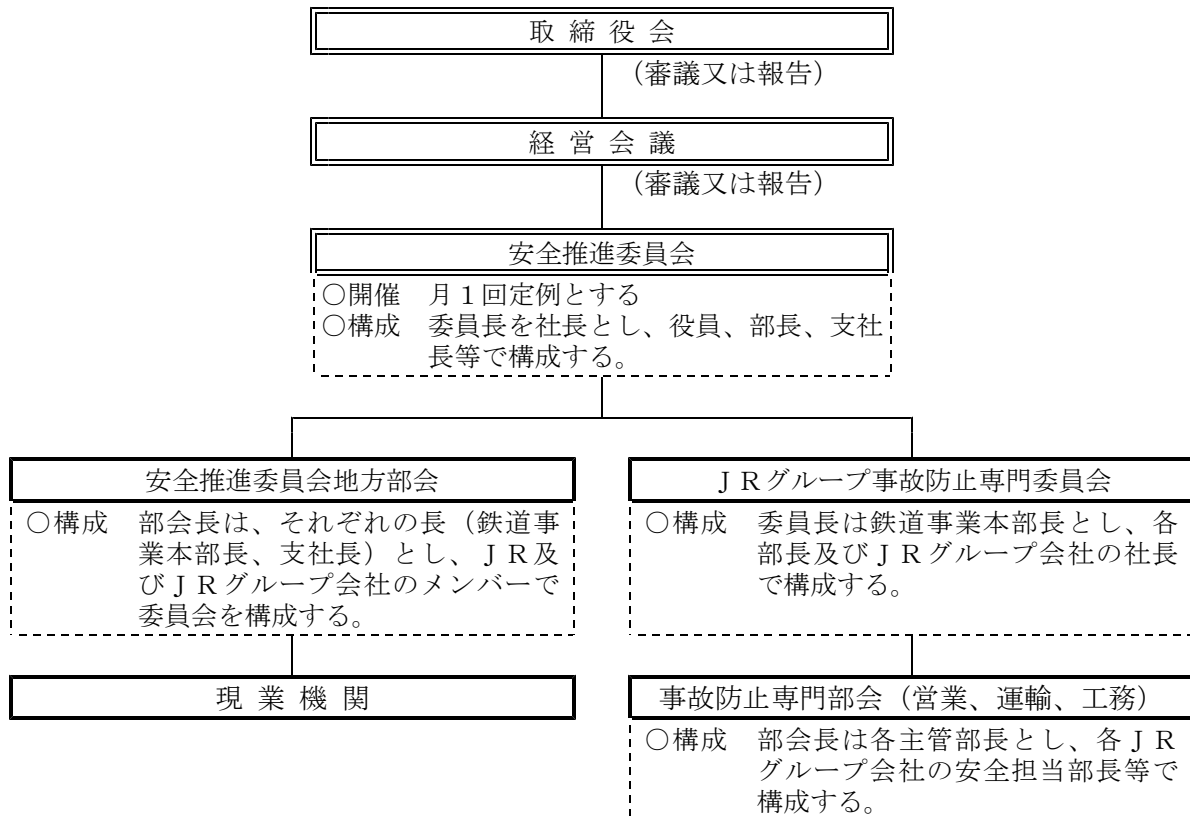 取 締 役 会
（審議又は報告）
経 営 会 議
（審議又は報告）
安全推進委員会
○開催　月１回定例とする
○構成　委員長を社長とし、役員、部長、支社
長等で構成する。
安全推進委員会地方部会
○構成　部会長は、それぞれの長（鉄道事
業本部長、支社長）とし、ＪＲ及
びＪＲグループ会社のメンバーで
委員会を構成する。
現 業 機 関
ＪＲグループ事故防止専門委員会
○構成　委員長は鉄道事業本部長とし、各
部長及びＪＲグループ会社の社長
で構成する。
事故防止専門部会（営業、運輸、工務）
○構成　部会長は各主管部長とし、各ＪＲ
グループ会社の安全担当部長等で
構成する。